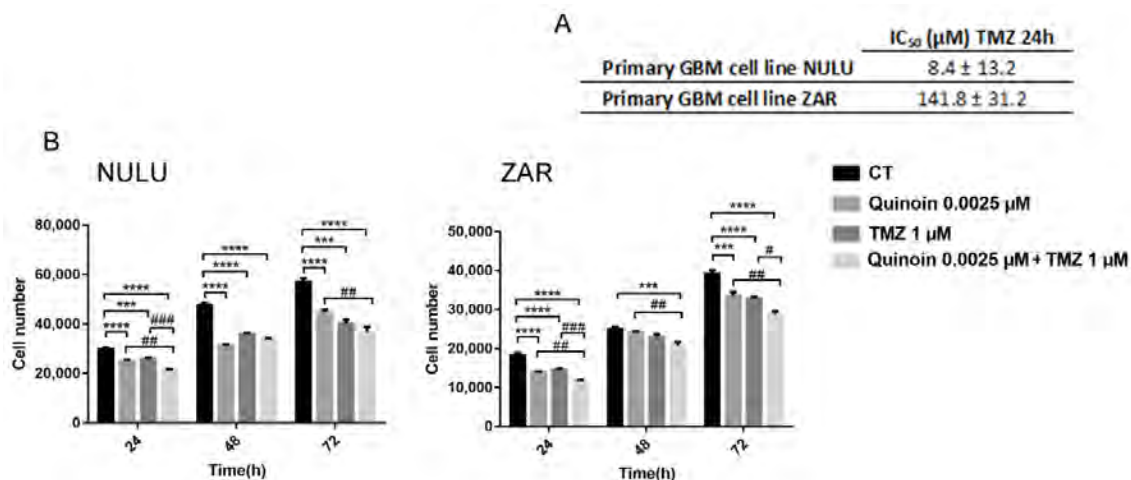 A
IC₅₀ (µM) TMZ 24h
Primary GBM cell line NULU 8.4 ± 13.2
Primary GBM cell line ZAR 141.8 ± 31.2
B
NULU
Cell number
80,000
60,000
40,000
20,000
0
**** *** **** ### ##
**** **** ****
**** *** **** ##
24 48 72
Time(h)
ZAR
Cell number
50,000
40,000
30,000
20,000
10,000
0
**** **** **** ### ##
*** ##
**** **** *** # ##
24 48 72
Time(h)
CT
Quinoin 0.0025 µM
TMZ 1 µM
Quinoin 0.0025 µM + TMZ 1 µM